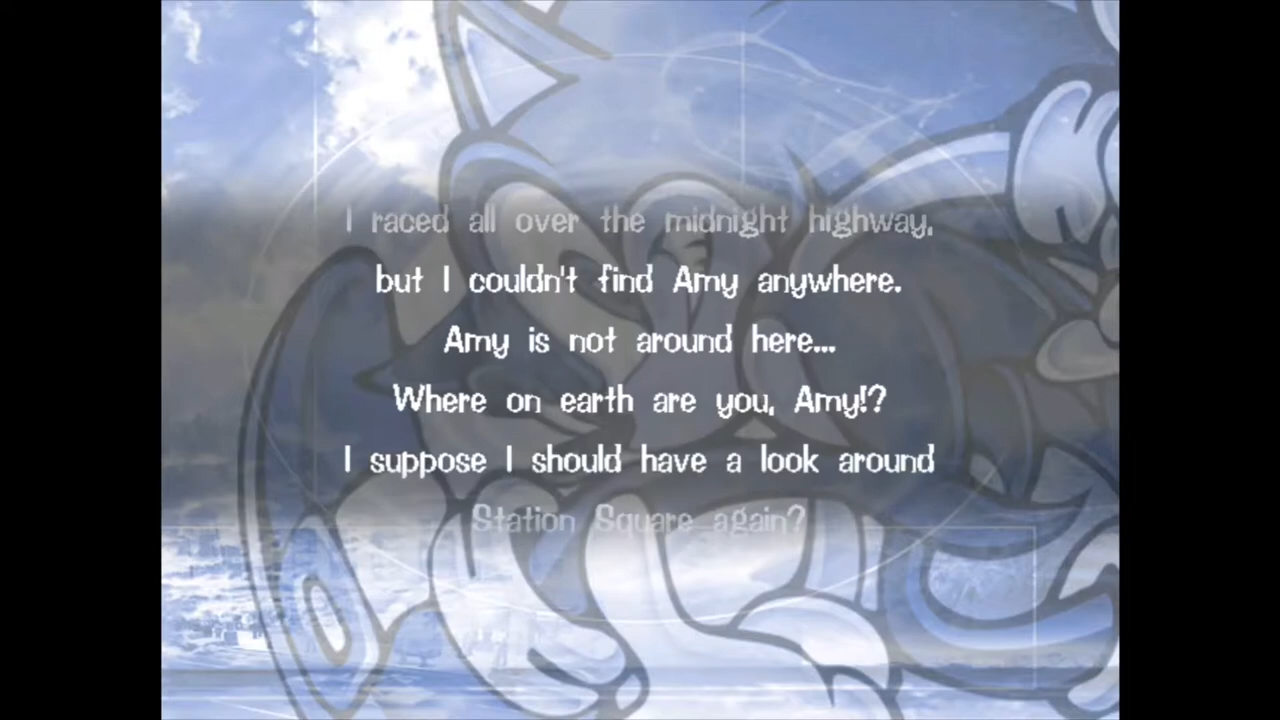 I raced all over the midnight highway,
but I couldn't find Amy anywhere.
Amy is not around here...
Where on earth are you, Amy!?
I suppose I should have a look around
Station Square again?